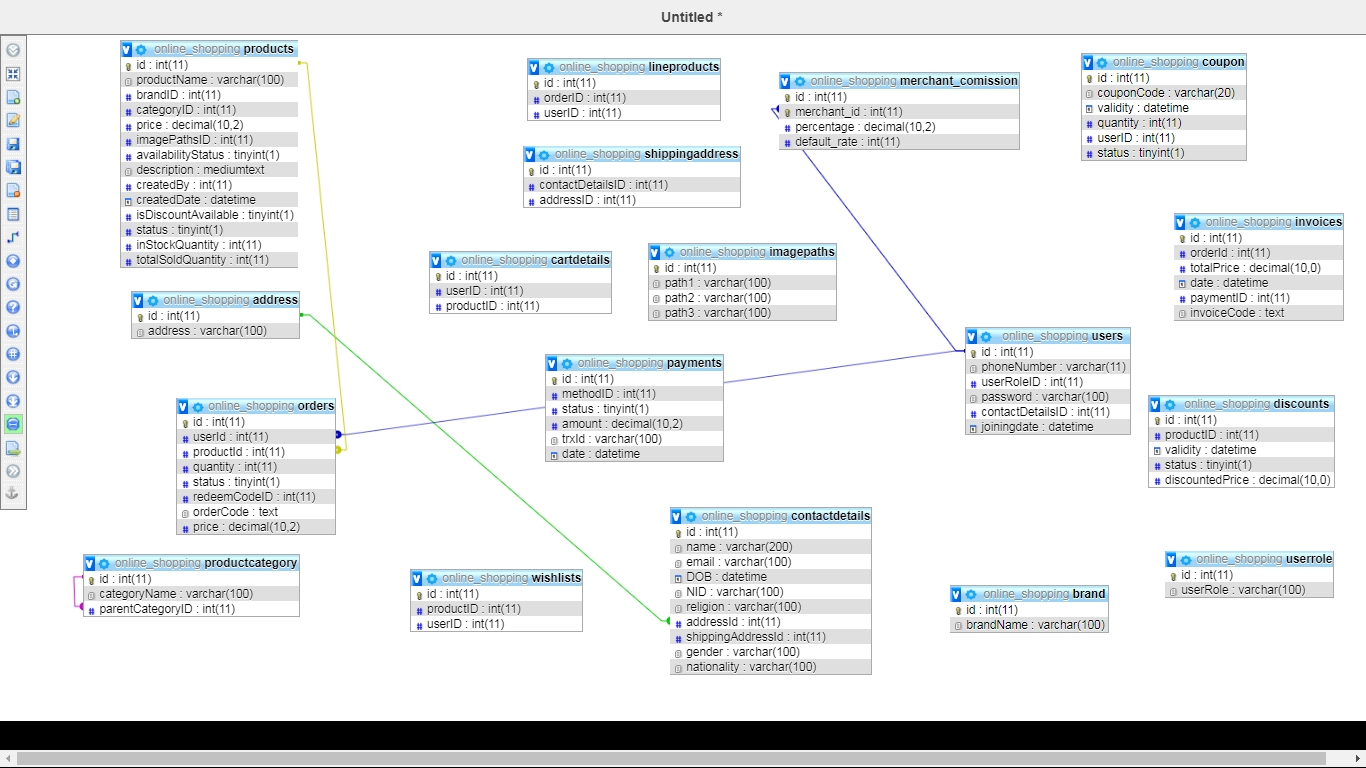 Untitled *
online_shopping products
id : int(11)
productName : varchar(100)
brandID : int(11)
categoryID : int(11)
price : decimal(10,2)
imagePathsID : int(11)
availabilityStatus : tinyint(1)
description : mediumtext
createdBy : int(11)
createdDate : datetime
isDiscountAvailable : tinyint(1)
status : tinyint(1)
inStockQuantity : int(11)
totalSoldQuantity : int(11)
online_shopping lineproducts
id : int(11)
orderID : int(11)
userID : int(11)
online_shopping merchant_comission
id : int(11)
merchant_id : int(11)
percentage : decimal(10,2)
default_rate : int(11)
online_shopping coupon
id : int(11)
couponCode : varchar(20)
validity : datetime
quantity : int(11)
userID : int(11)
status : tinyint(1)
online_shopping shippingaddress
id : int(11)
contactDetailsID : int(11)
addressID : int(11)
online_shopping invoices
id : int(11)
orderId : int(11)
totalPrice : decimal(10,0)
date : datetime
paymentID : int(11)
invoiceCode : text
online_shopping cartdetails
id : int(11)
userID : int(11)
productID : int(11)
online_shopping imagepaths
id : int(11)
path1 : varchar(100)
path2 : varchar(100)
path3 : varchar(100)
online_shopping address
id : int(11)
address : varchar(100)
online_shopping users
id : int(11)
phoneNumber : varchar(11)
userRoleID : int(11)
password : varchar(100)
contactDetailsID : int(11)
joiningdate : datetime
online_shopping payments
id : int(11)
methodID : int(11)
status : tinyint(1)
amount : decimal(10,2)
trxId : varchar(100)
date : datetime
online_shopping orders
id : int(11)
userId : int(11)
productId : int(11)
quantity : int(11)
status : tinyint(1)
redeemCodeID : int(11)
orderCode : text
price : decimal(10,2)
online_shopping discounts
id : int(11)
productID : int(11)
validity : datetime
status : tinyint(1)
discountedPrice : decimal(10,0)
online_shopping contactdetails
id : int(11)
name : varchar(200)
email : varchar(100)
DOB : datetime
NID : varchar(100)
religion : varchar(100)
addressId : int(11)
shippingAddressId : int(11)
gender : varchar(100)
nationality : varchar(100)
online_shopping productcategory
id : int(11)
categoryName : varchar(100)
parentCategoryID : int(11)
online_shopping wishlists
id : int(11)
productID : int(11)
userID : int(11)
online_shopping brand
id : int(11)
brandName : varchar(100)
online_shopping userrole
id : int(11)
userRole : varchar(100)